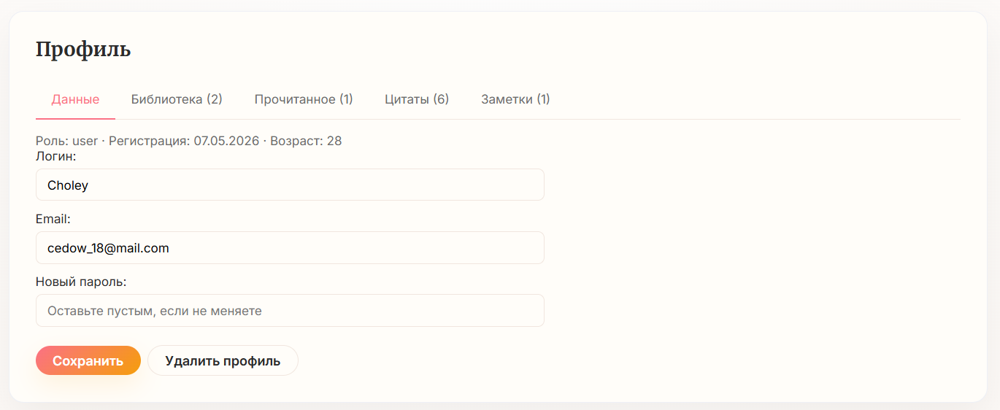 Профиль
Данные Библиотека (2) Прочитанное (1) Цитаты (6) Заметки (1)
Роль: user · Регистрация: 07.05.2026 · Возраст: 28
Логин:
Choley
Email:
cedow_18@mail.com
Новый пароль:
Оставьте пустым, если не меняете
Сохранить Удалить профиль